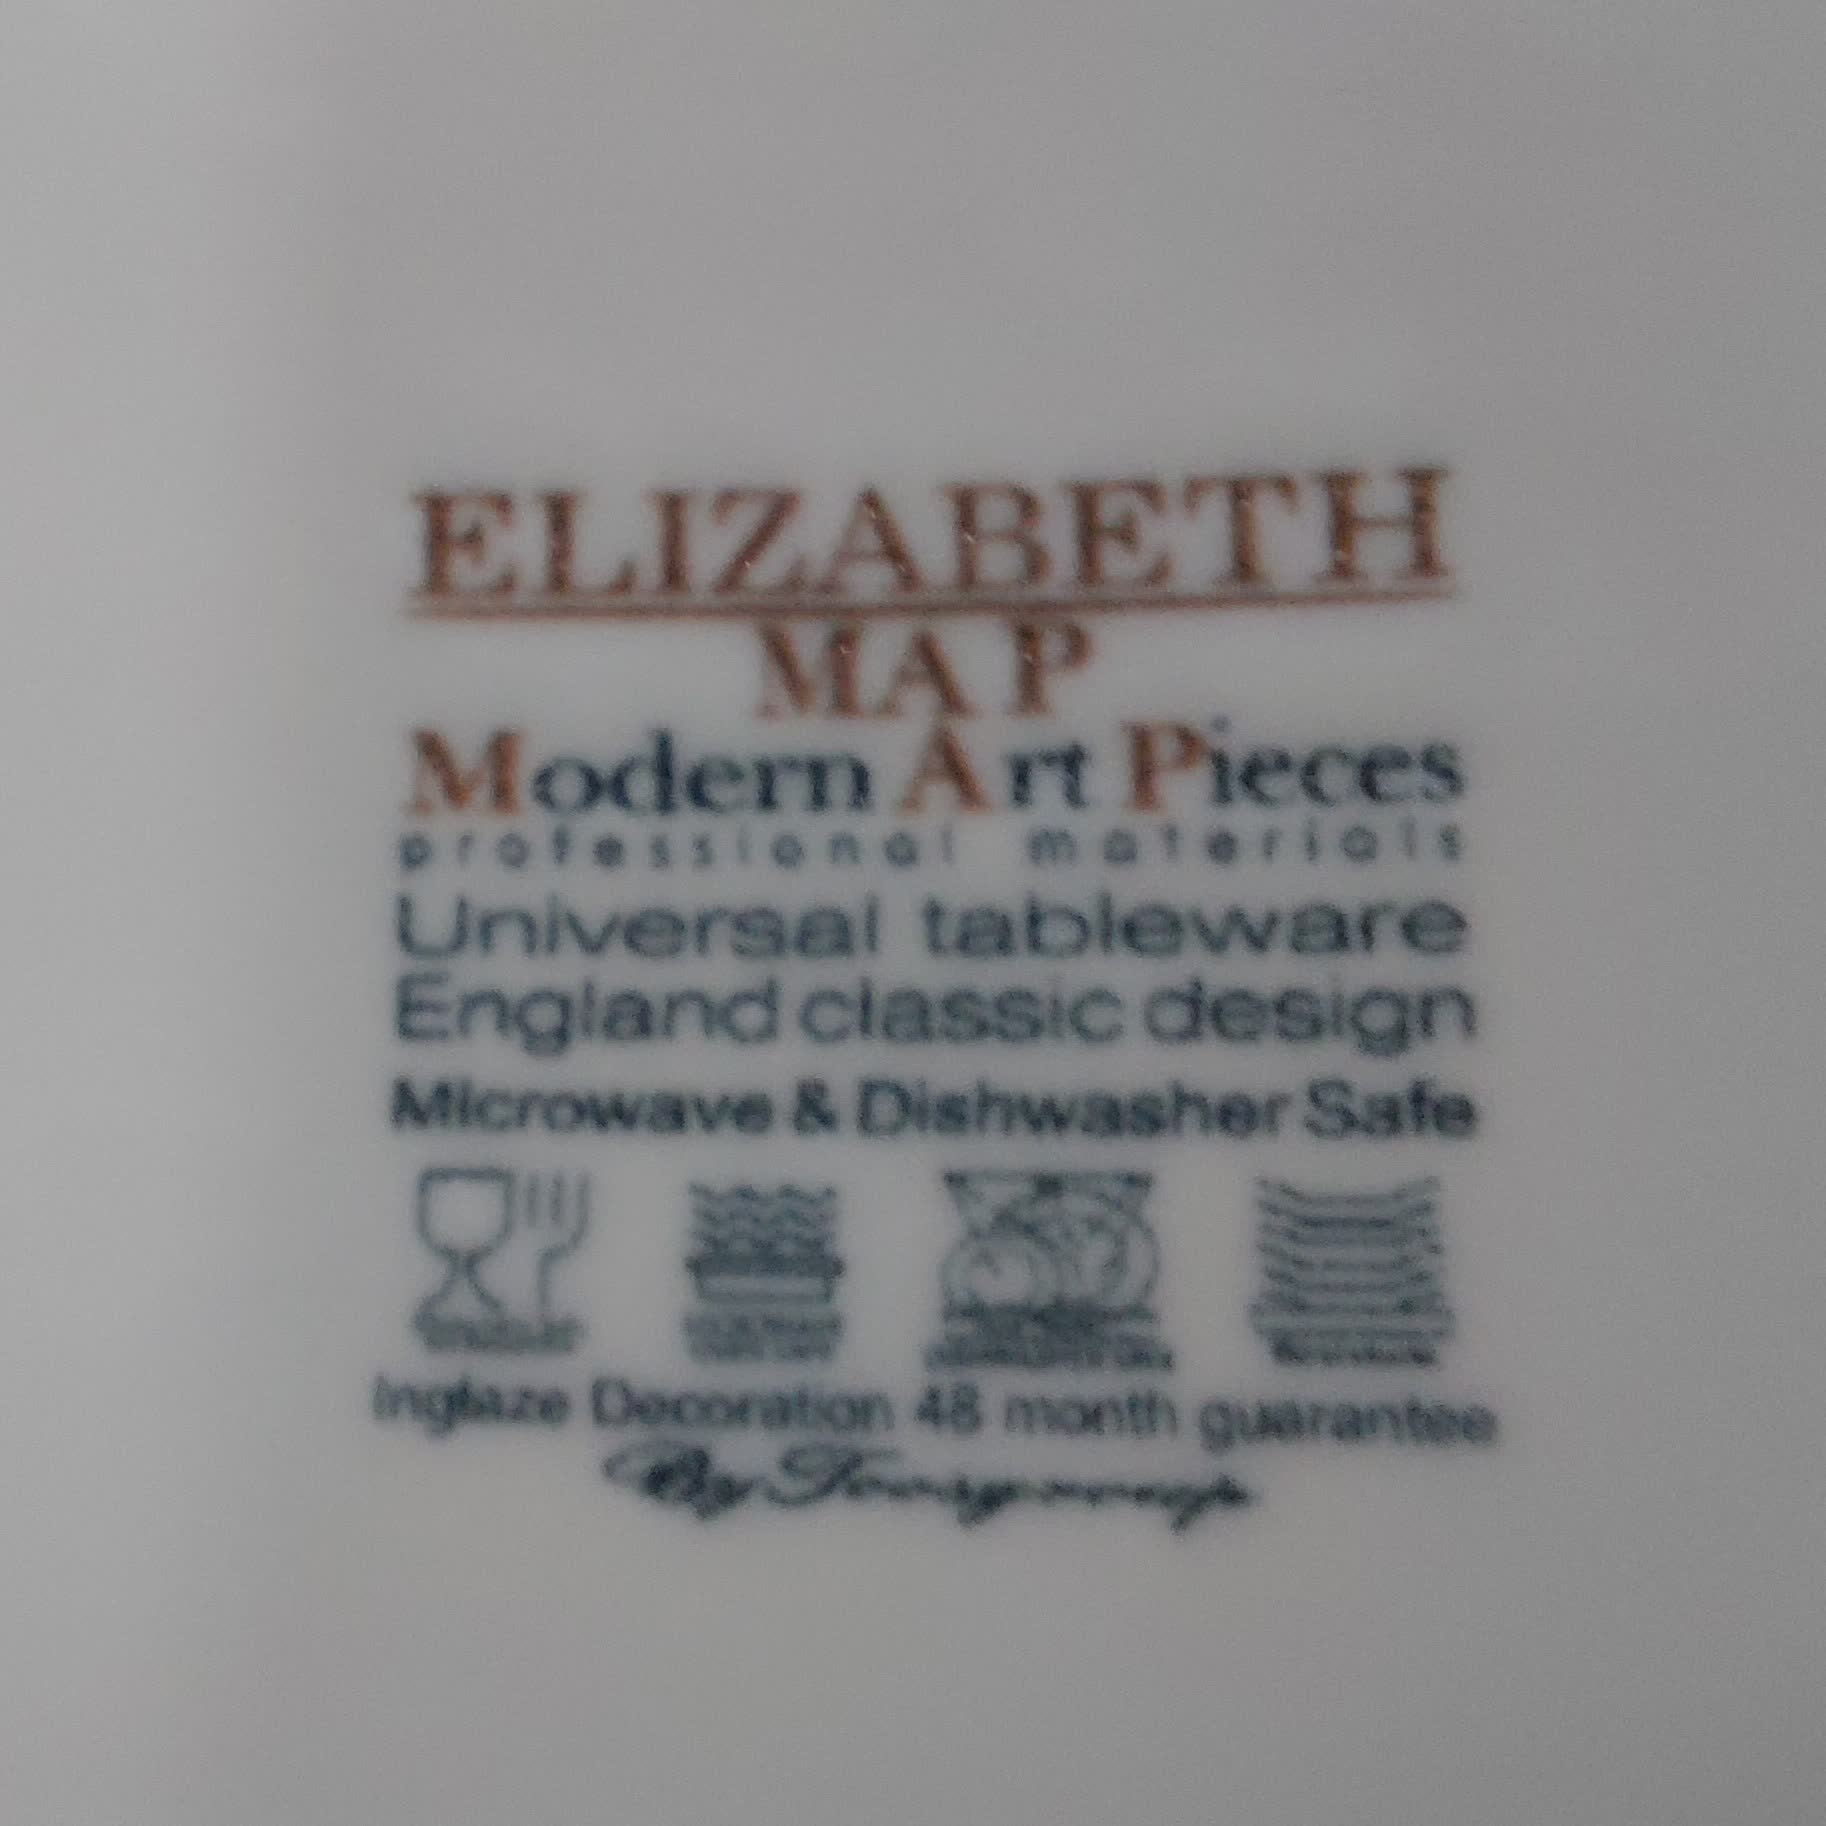 ELIZABETH
MAP
Modern Art Pieces
professional materials
Universal tableware
England classic design
Microwave & Dishwasher Safe
Inglaze Decoration 48 month guarantee
By